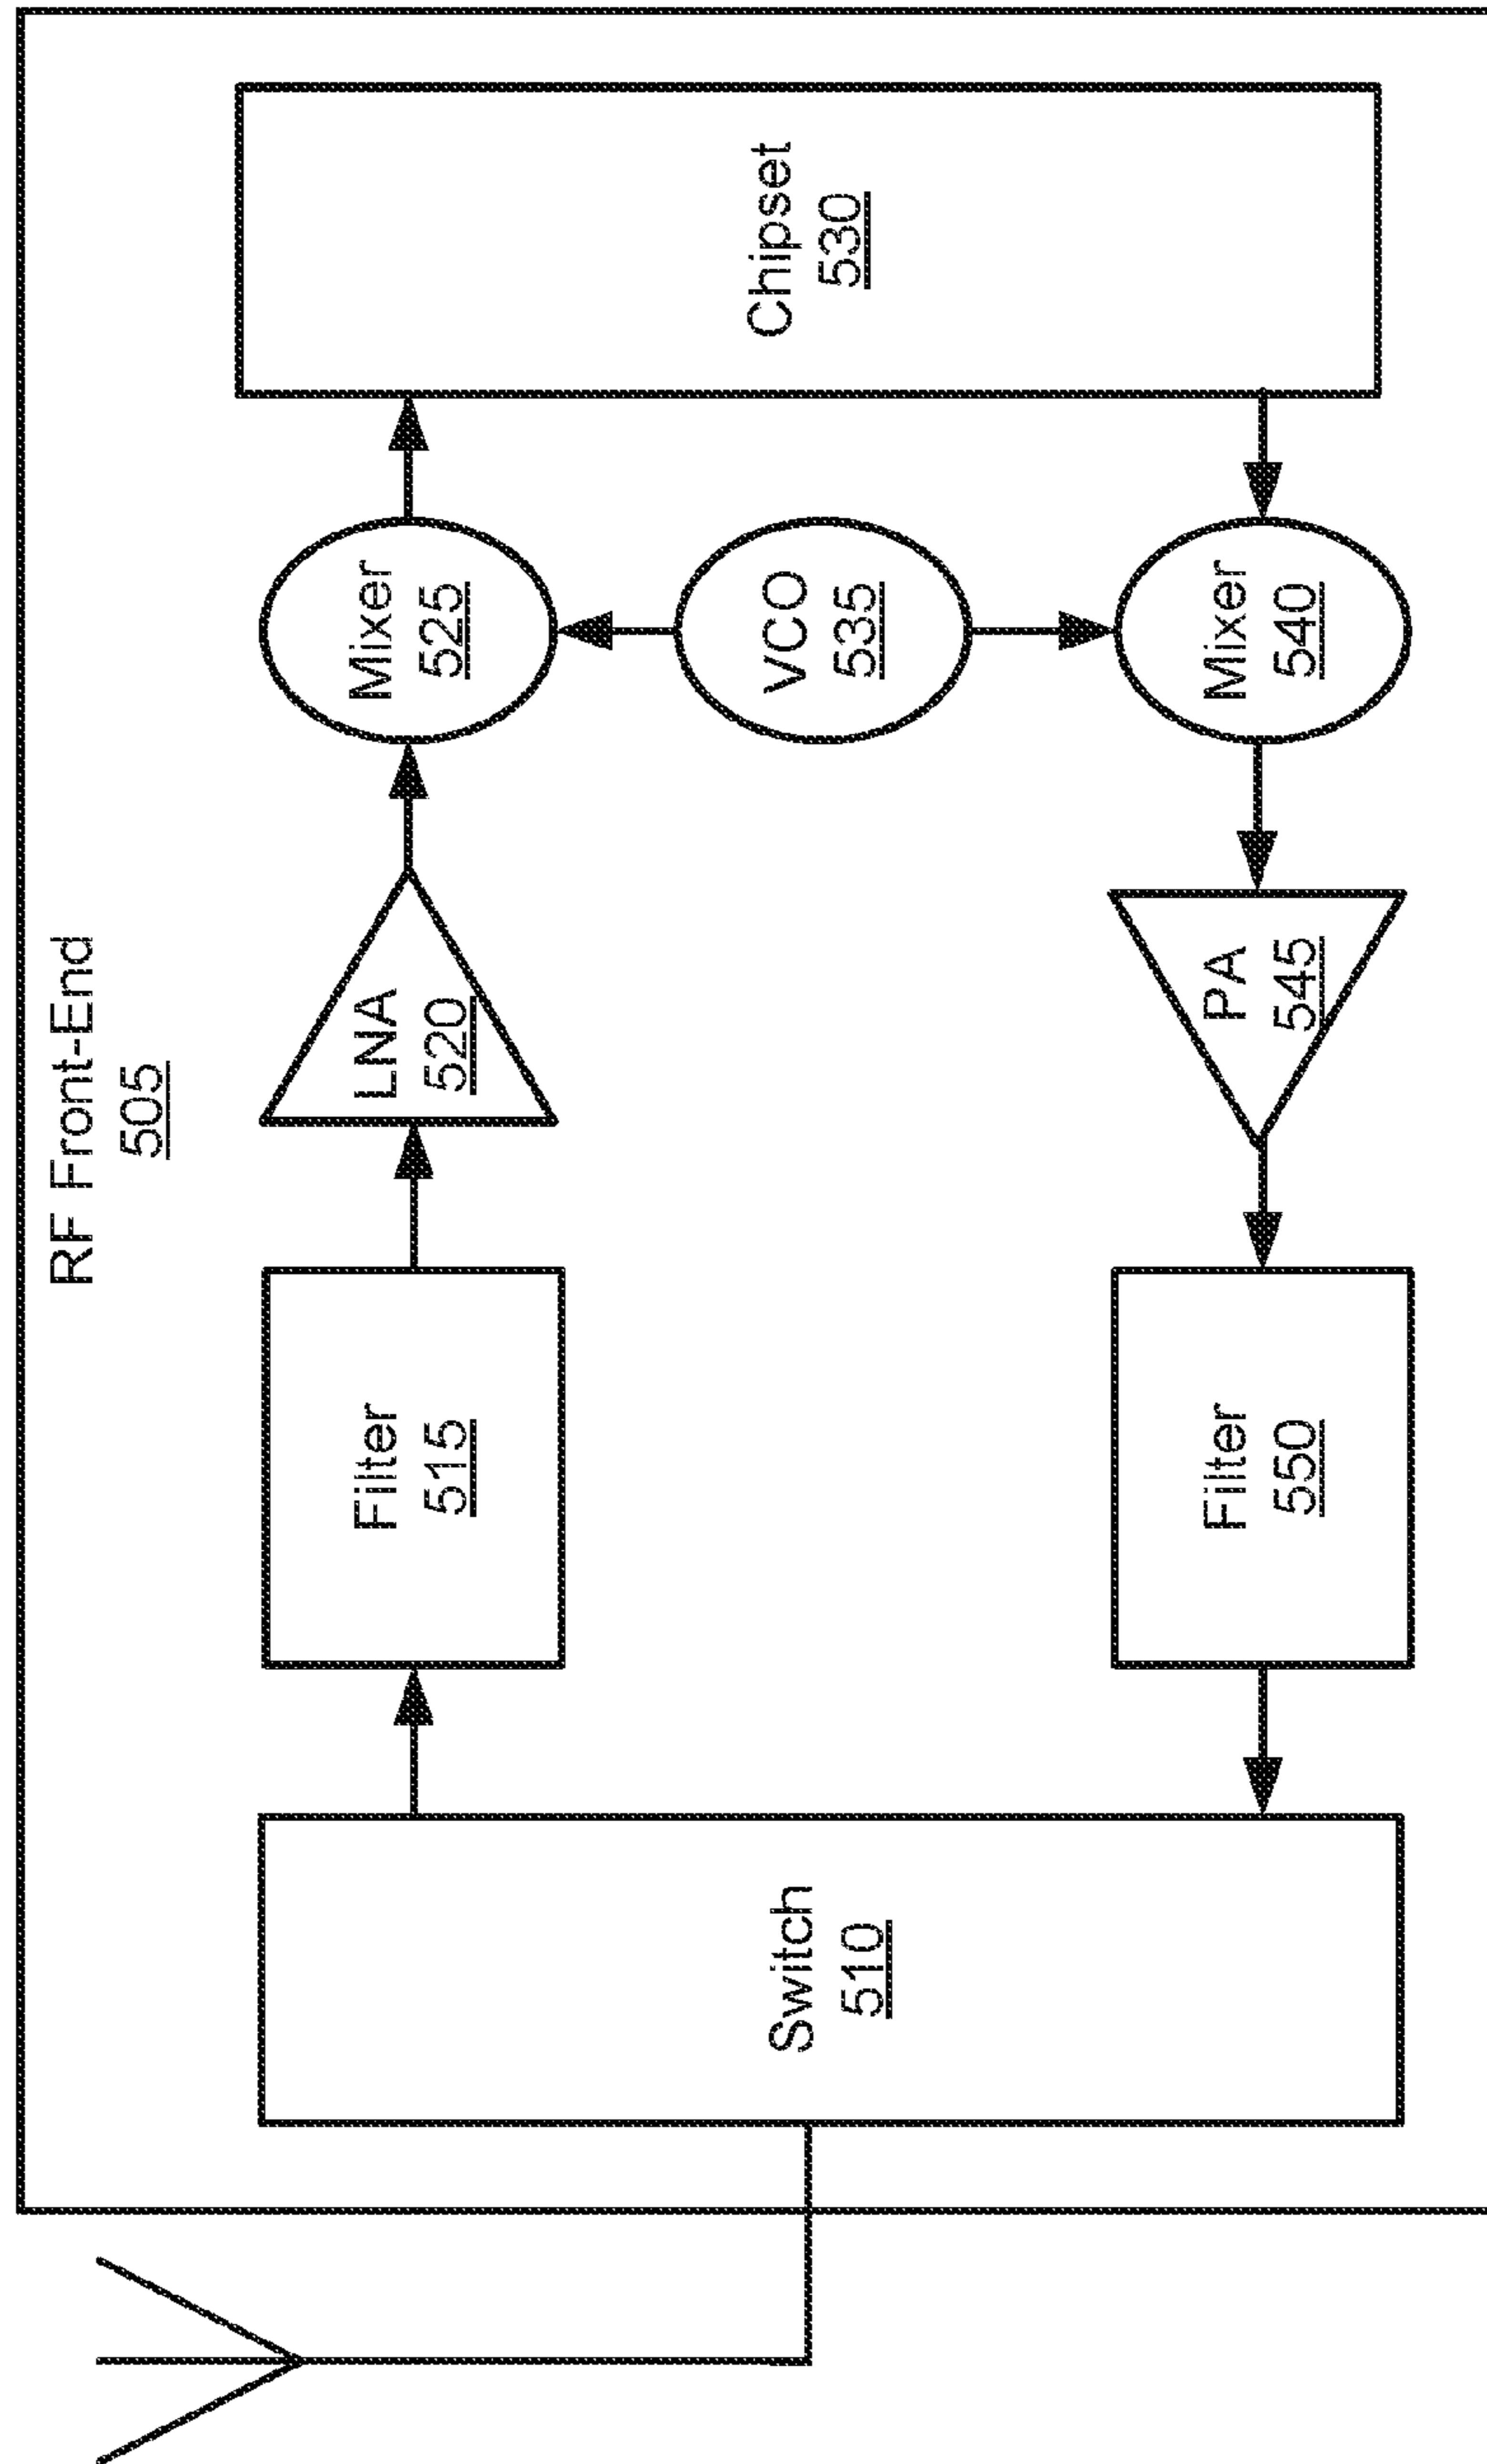 RF Front-End
505
Switch
510
Filter
515
LNA
520
Mixer
525
Chipset
530
VCO
535
Mixer
540
PA
545
Filter
550